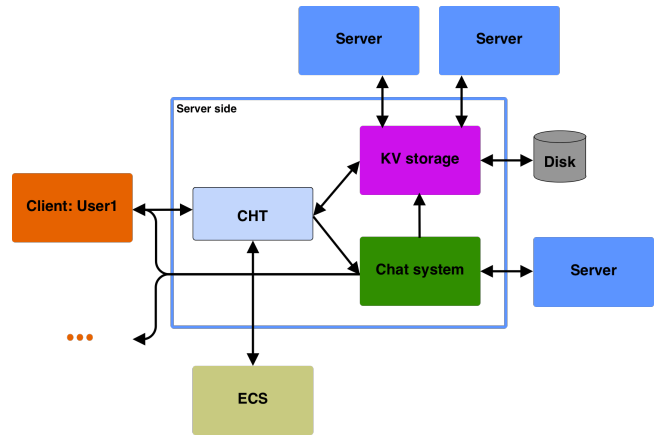 Server
Server
Server side
KV storage
Disk
Client: User1
CHT
Chat system
Server
ECS